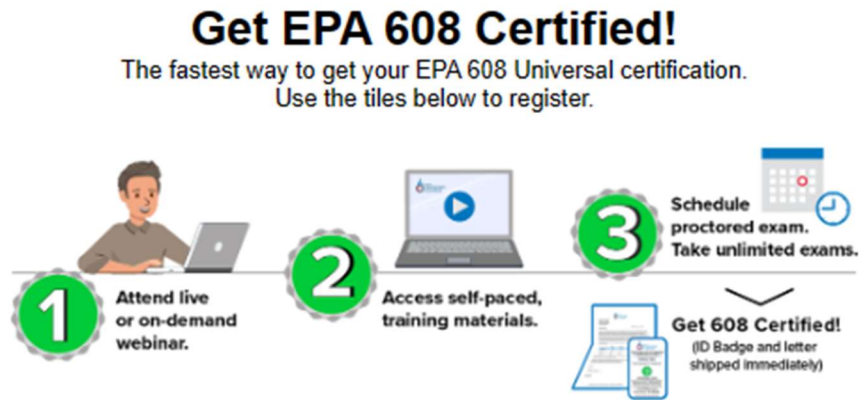 Get EPA 608 Certified!
The fastest way to get your EPA 608 Universal certification.
Use the tiles below to register.
1
Attend live
or on-demand
webinar.
2
Access self-paced,
training materials.
3
Schedule
proctored exam.
Take unlimited exams.
Get 608 Certified!
(ID Badge and letter
shipped immediately)